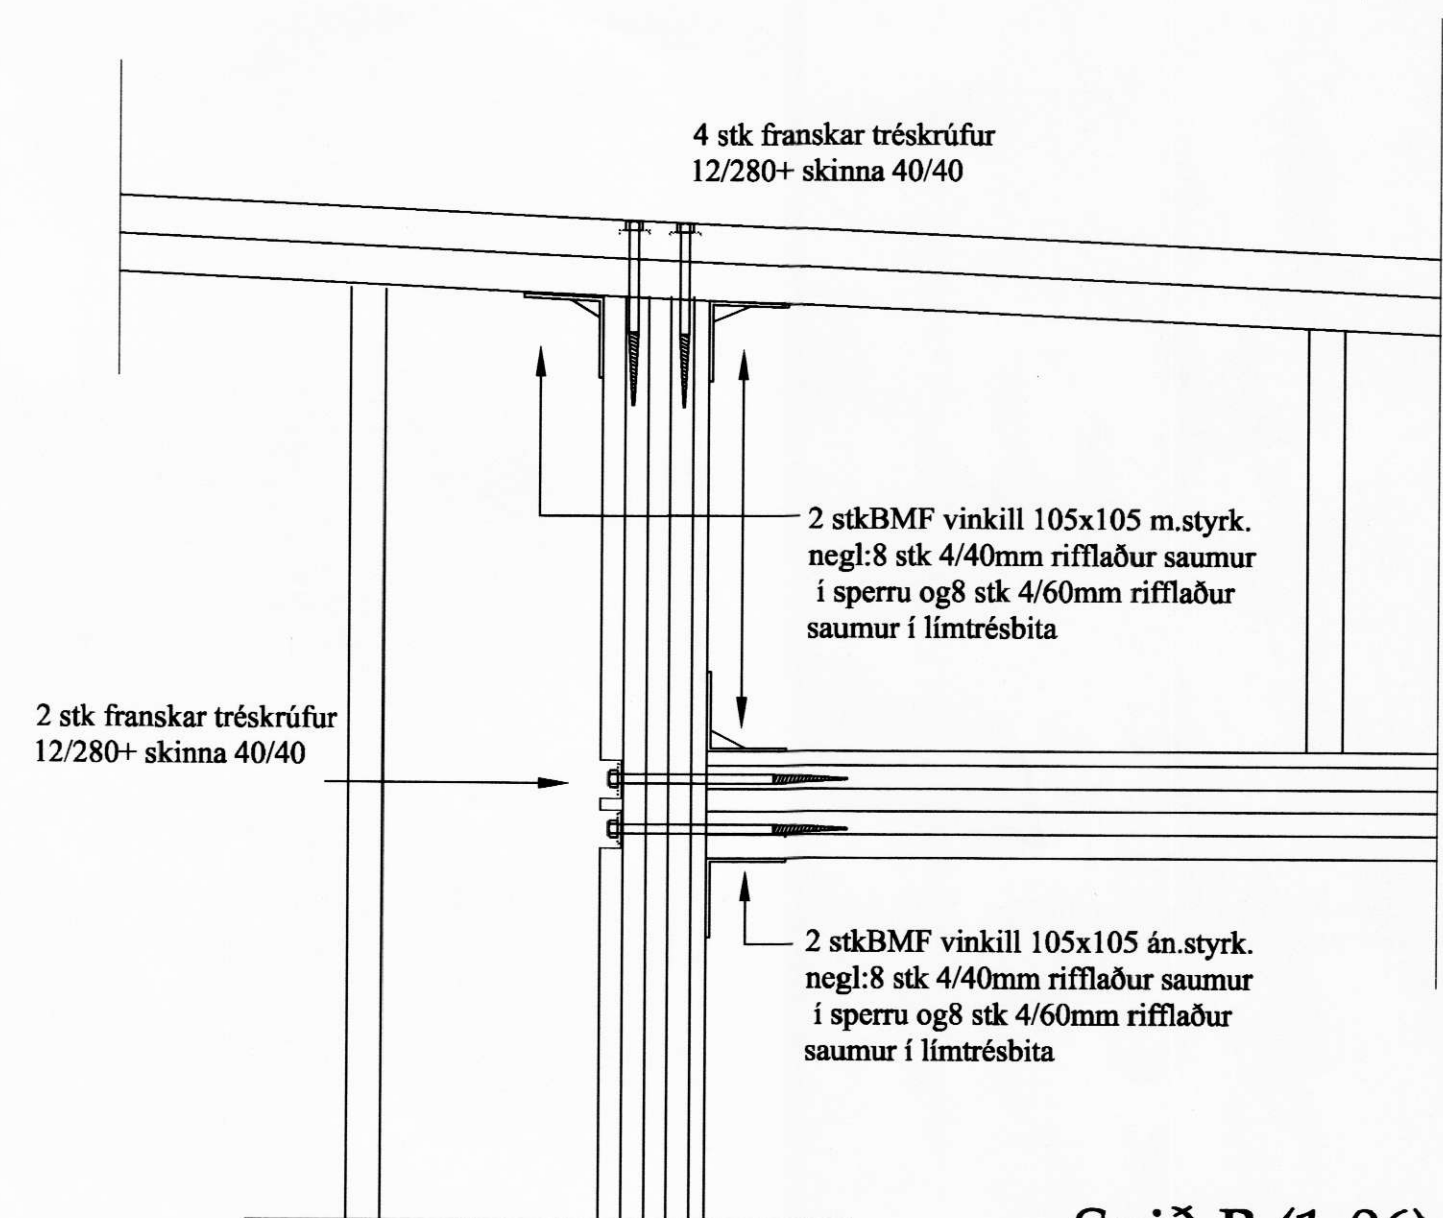 4 stk franskar tréskrúfur
12/280+ skinna 40/40
2 stkBMF vinkill 105x105 m.styrk.
negl:8 stk 4/40mm rifflaður saumur
í sperru og8 stk 4/60mm rifflaður
saumur í límtrésbita
2 stk franskar tréskrúfur
12/280+ skinna 40/40
2 stkBMF vinkill 105x105 án.styrk.
negl:8 stk 4/40mm rifflaður saumur
í sperru og8 stk 4/60mm rifflaður
saumur í límtrésbita
Snið B